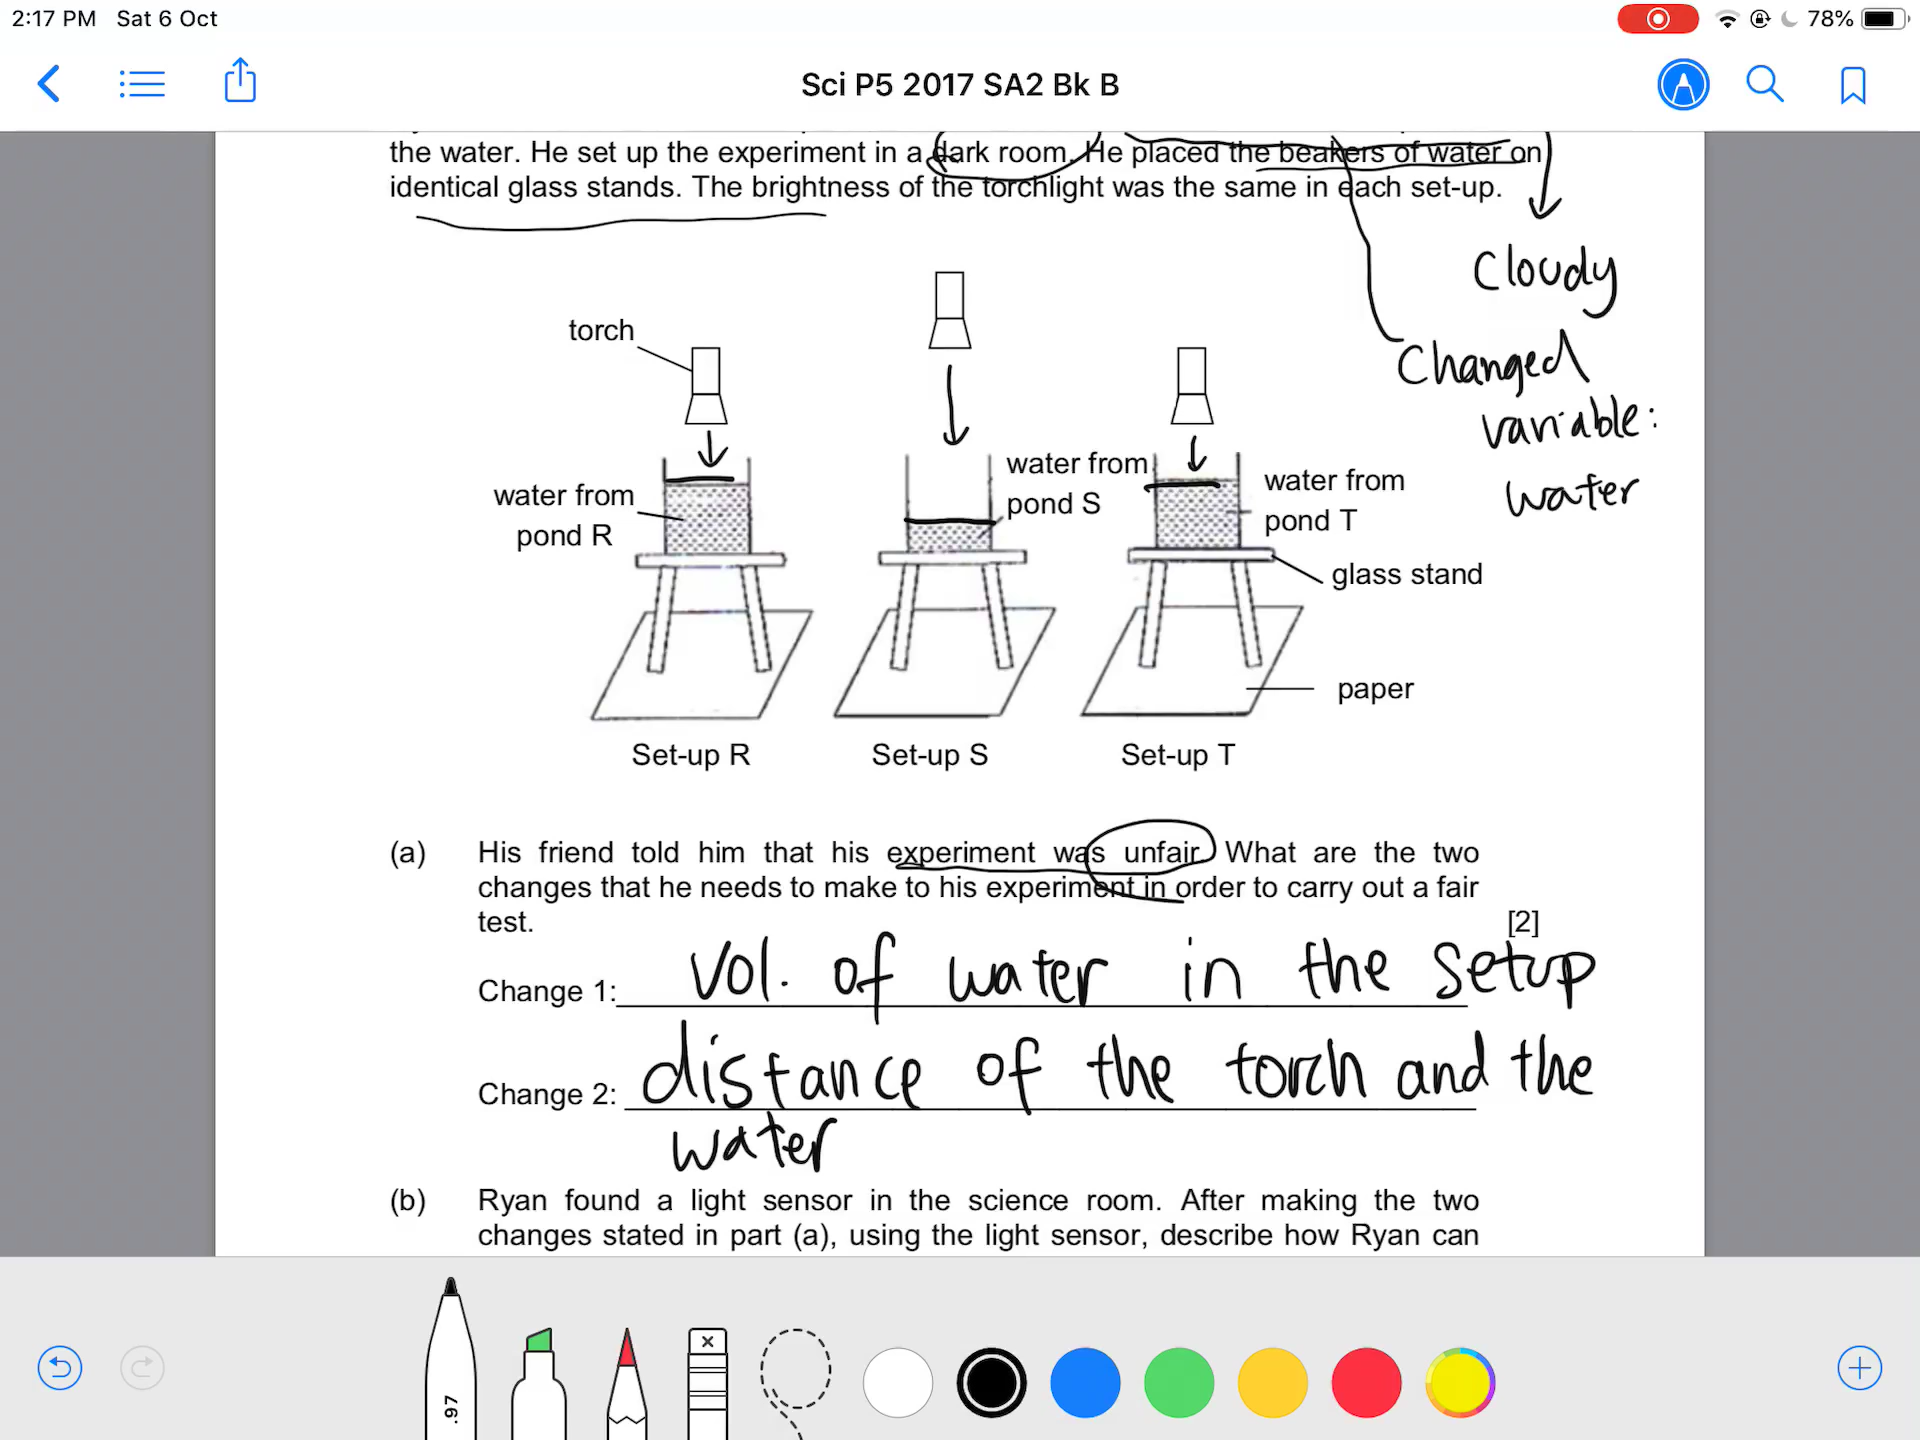 2:17 PM Sat 6 Oct
78%
Sci P5 2017 SA2 Bk B
the water. He set up the experiment in a dark room. He placed the beakers of water on
identical glass stands. The brightness of the torchlight was the same in each set-up.
Cloudy
Changed
variable:
water
torch
water from
pond R
water from
pond S
water from
pond T
glass stand
paper
Set-up R
Set-up S
Set-up T
(a) His friend told him that his experiment was unfair. What are the two
changes that he needs to make to his experiment in order to carry out a fair
test.
[2]
Change 1: Vol. of water in the setup
Change 2: distance of the torch and the
water
(b) Ryan found a light sensor in the science room. After making the two
changes stated in part (a), using the light sensor, describe how Ryan can
.97